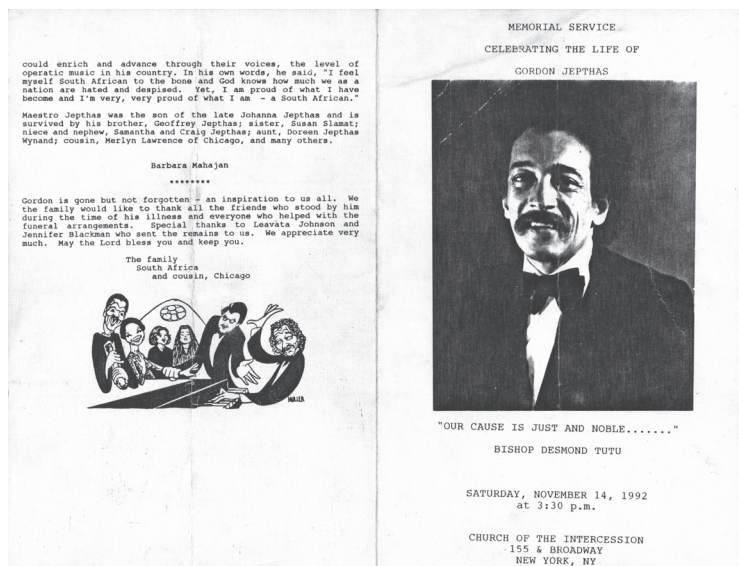 could enrich and advance through their voices, the level of
operatic music in his country. In his own words, he said, "I feel
myself South African to the bone and God knows how much we as a
nation are hated and despised. Yet, I am proud of what I have
become and I'm very, very proud of what I am - a South African."
Maestro Jepthas was the son of the late Johanna Jepthas and is
survived by his brother, Geoffrey Jepthas; sister, Susan Slamat;
niece and nephew, Samantha and Craig Jepthas; aunt, Doreen Jepthas
Wynand; cousin, Merlyn Lawrence of Chicago, and many others.
Barbara Mahajan
********
Gordon is gone but not forgotten - an inspiration to us all. We
the family would like to thank all the friends who stood by him
during the time of his illness and everyone who helped with the
funeral arrangements. Special thanks to Leavata Johnson and
Jennifer Blackman who sent the remains to us. We appreciate very
much. May the Lord bless you and keep you.
The family
South Africa
and cousin, Chicago
MULLER
MEMORIAL SERVICE
CELEBRATING THE LIFE OF
GORDON JEPTHAS
"OUR CAUSE IS JUST AND NOBLE......."
BISHOP DESMOND TUTU
SATURDAY, NOVEMBER 14, 1992
at 3:30 p.m.
CHURCH OF THE INTERCESSION
155 & BROADWAY
NEW YORK, NY